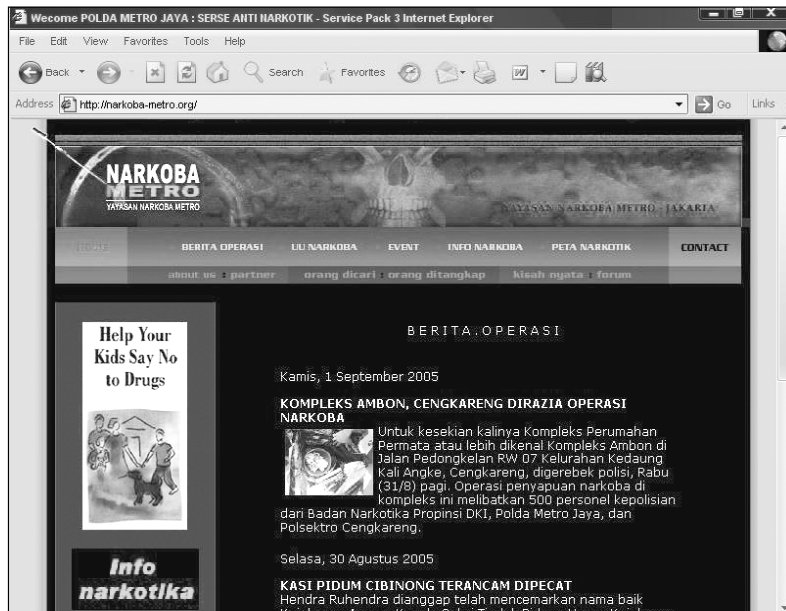 Wecome POLDA METRO JAYA : SERSE ANTI NARKOTIK - Service Pack 3 Internet Explorer
File Edit View Favorites Tools Help
Back Search Favorites
Address http://narkoba-metro.org/ Go Links
NARKOBA
METRO
YAYASAN NARKOBA METRO
YAYASAN NARKOBA METRO - JAKARTA
HOME BERITA OPERASI UU NARKOBA EVENT INFO NARKOBA PETA NARKOTIK CONTACT
about us : partner orang dicari : orang ditangkap kisah nyata : forum
Help Your
Kids Say No
to Drugs
Info
narkotika
BERITA.OPERASI
Kamis, 1 September 2005
KOMPLEKS AMBON, CENGKARENG DIRAZIA OPERASI
NARKOBA
Untuk kesekian kalinya Kompleks Perumahan
Permata atau lebih dikenal Kompleks Ambon di
Jalan Pedongkelan RW 07 Kelurahan Kedaung
Kali Angke, Cengkareng, digerebek polisi, Rabu
(31/8) pagi. Operasi penyapuan narkoba di
kompleks ini melibatkan 500 personel kepolisian
dari Badan Narkotika Propinsi DKI, Polda Metro Jaya, dan
Polsektro Cengkareng.
Selasa, 30 Agustus 2005
KASI PIDUM CIBINONG TERANCAM DIPECAT
Hendra Ruhendra dianggap telah mencemarkan nama baik